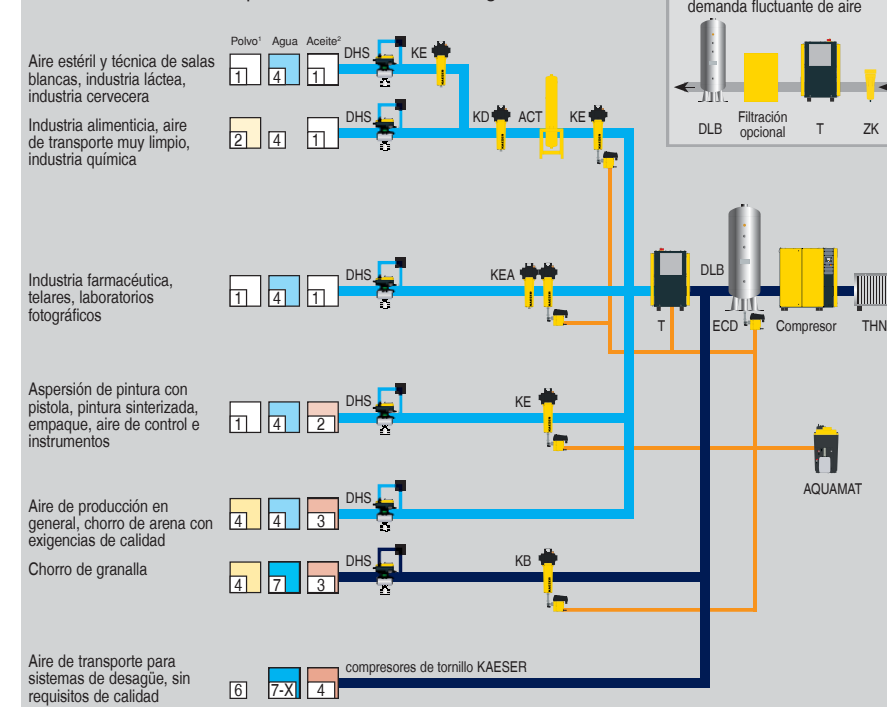 demanda fluctuante de aire
DLB
Filtración
opcional
T
ZK
Polvo¹ Agua Aceite²
Aire estéril y técnica de salas
blancas, industria láctea,
industria cervecera
1 4 1
DHS
KE
Industria alimenticia, aire
de transporte muy limpio,
industria química
2 4 1
DHS
KD
ACT
KE
Industria farmacéutica,
telares, laboratorios
fotográficos
1 4 1
DHS
KEA
T
DLB
ECD
Compresor
THN
Aspersión de pintura con
pistola, pintura sinterizada,
empaque, aire de control e
instrumentos
1 4 2
DHS
KE
AQUAMAT
Aire de producción en
general, chorro de arena con
exigencias de calidad
4 4 3
DHS
Chorro de granalla
4 7 3
DHS
KB
Aire de transporte para
sistemas de desagüe, sin
requisitos de calidad
6 7-X 4
compresores de tornillo KAESER